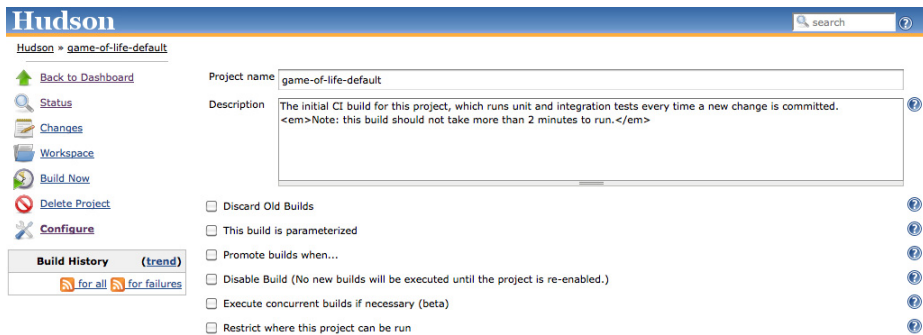 Hudson
search
Hudson » game-of-life-default
Back to Dashboard
Status
Changes
Workspace
Build Now
Delete Project
Configure
Build History (trend)
for all for failures
Project name game-of-life-default
Description The initial CI build for this project, which runs unit and integration tests every time a new change is committed.
<em>Note: this build should not take more than 2 minutes to run.</em>
Discard Old Builds
This build is parameterized
Promote builds when...
Disable Build (No new builds will be executed until the project is re-enabled.)
Execute concurrent builds if necessary (beta)
Restrict where this project can be run